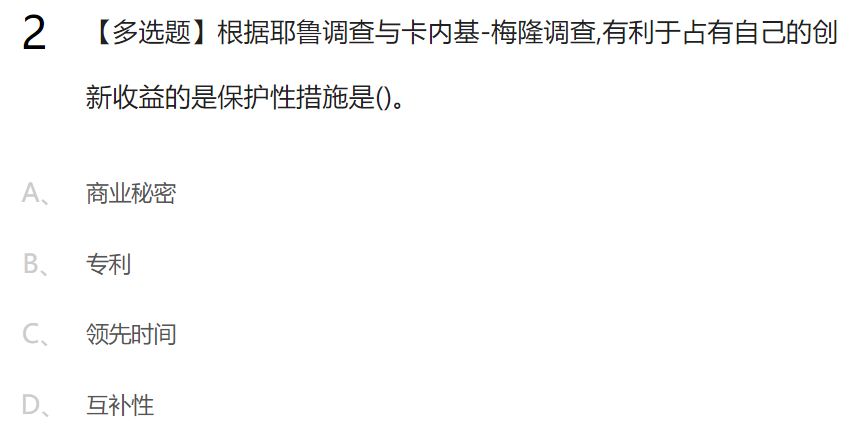 2 【多选题】根据耶鲁调查与卡内基-梅隆调查,有利于占有自己的创
新收益的是保护性措施是()。
A、 商业秘密
B、 专利
C、 领先时间
D、 互补性